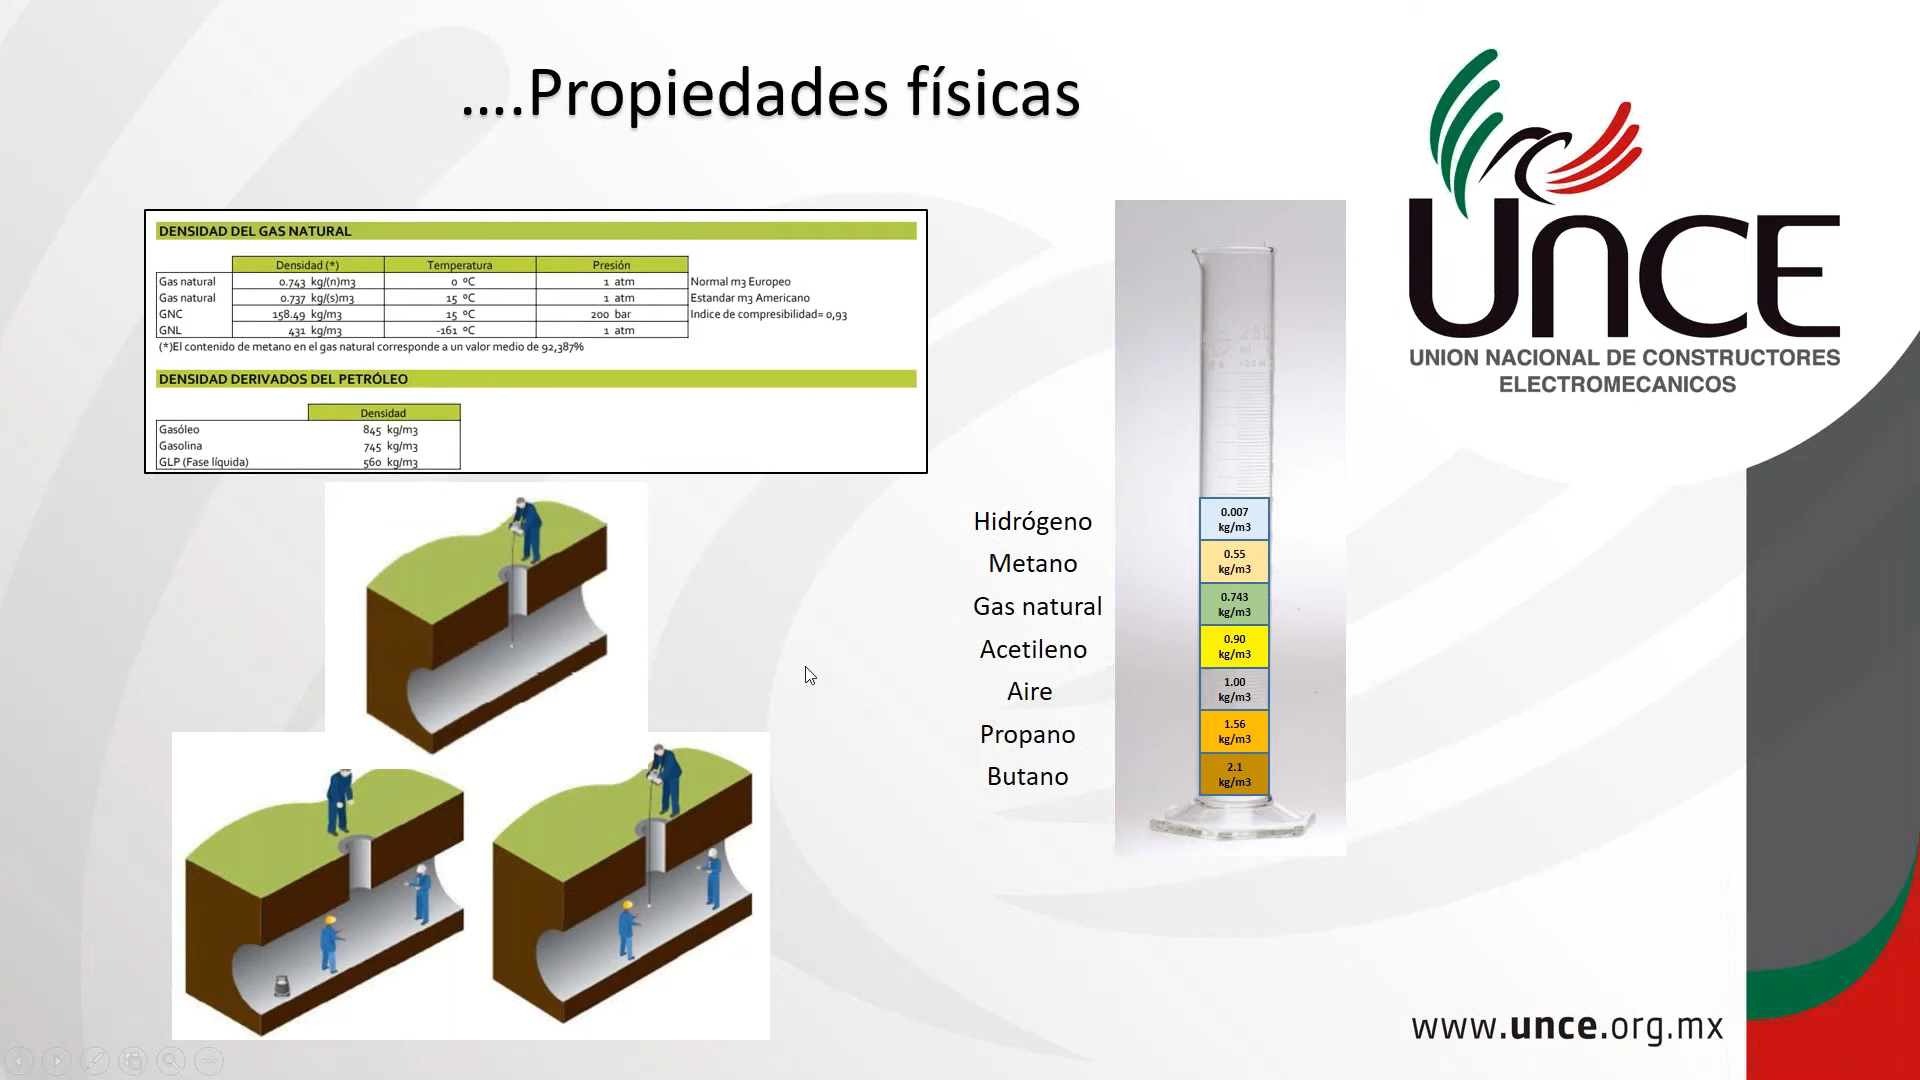 ....Propiedades físicas
UNCE
UNION NACIONAL DE CONSTRUCTORES
ELECTROMECANICOS
DENSIDAD DEL GAS NATURAL
Densidad (*) Temperatura Presión
Gas natural 0.743 kg/(n)m3 0 ºC 1 atm Normal m3 Europeo
Gas natural 0.737 kg/(s)m3 15 ºC 1 atm Estandar m3 Americano
GNC 158.49 kg/m3 15 ºC 200 bar Indice de compresibilidad= 0,93
GNL 431 kg/m3 -161 ºC 1 atm
(*)El contenido de metano en el gas natural corresponde a un valor medio de 92,387%
DENSIDAD DERIVADOS DEL PETRÓLEO
Densidad
Gasóleo 845 kg/m3
Gasolina 745 kg/m3
GLP (Fase líquida) 560 kg/m3
Hidrógeno 0.007 kg/m3
Metano 0.55 kg/m3
Gas natural 0.743 kg/m3
Acetileno 0.90 kg/m3
Aire 1.00 kg/m3
Propano 1.56 kg/m3
Butano 2.1 kg/m3
www.unce.org.mx